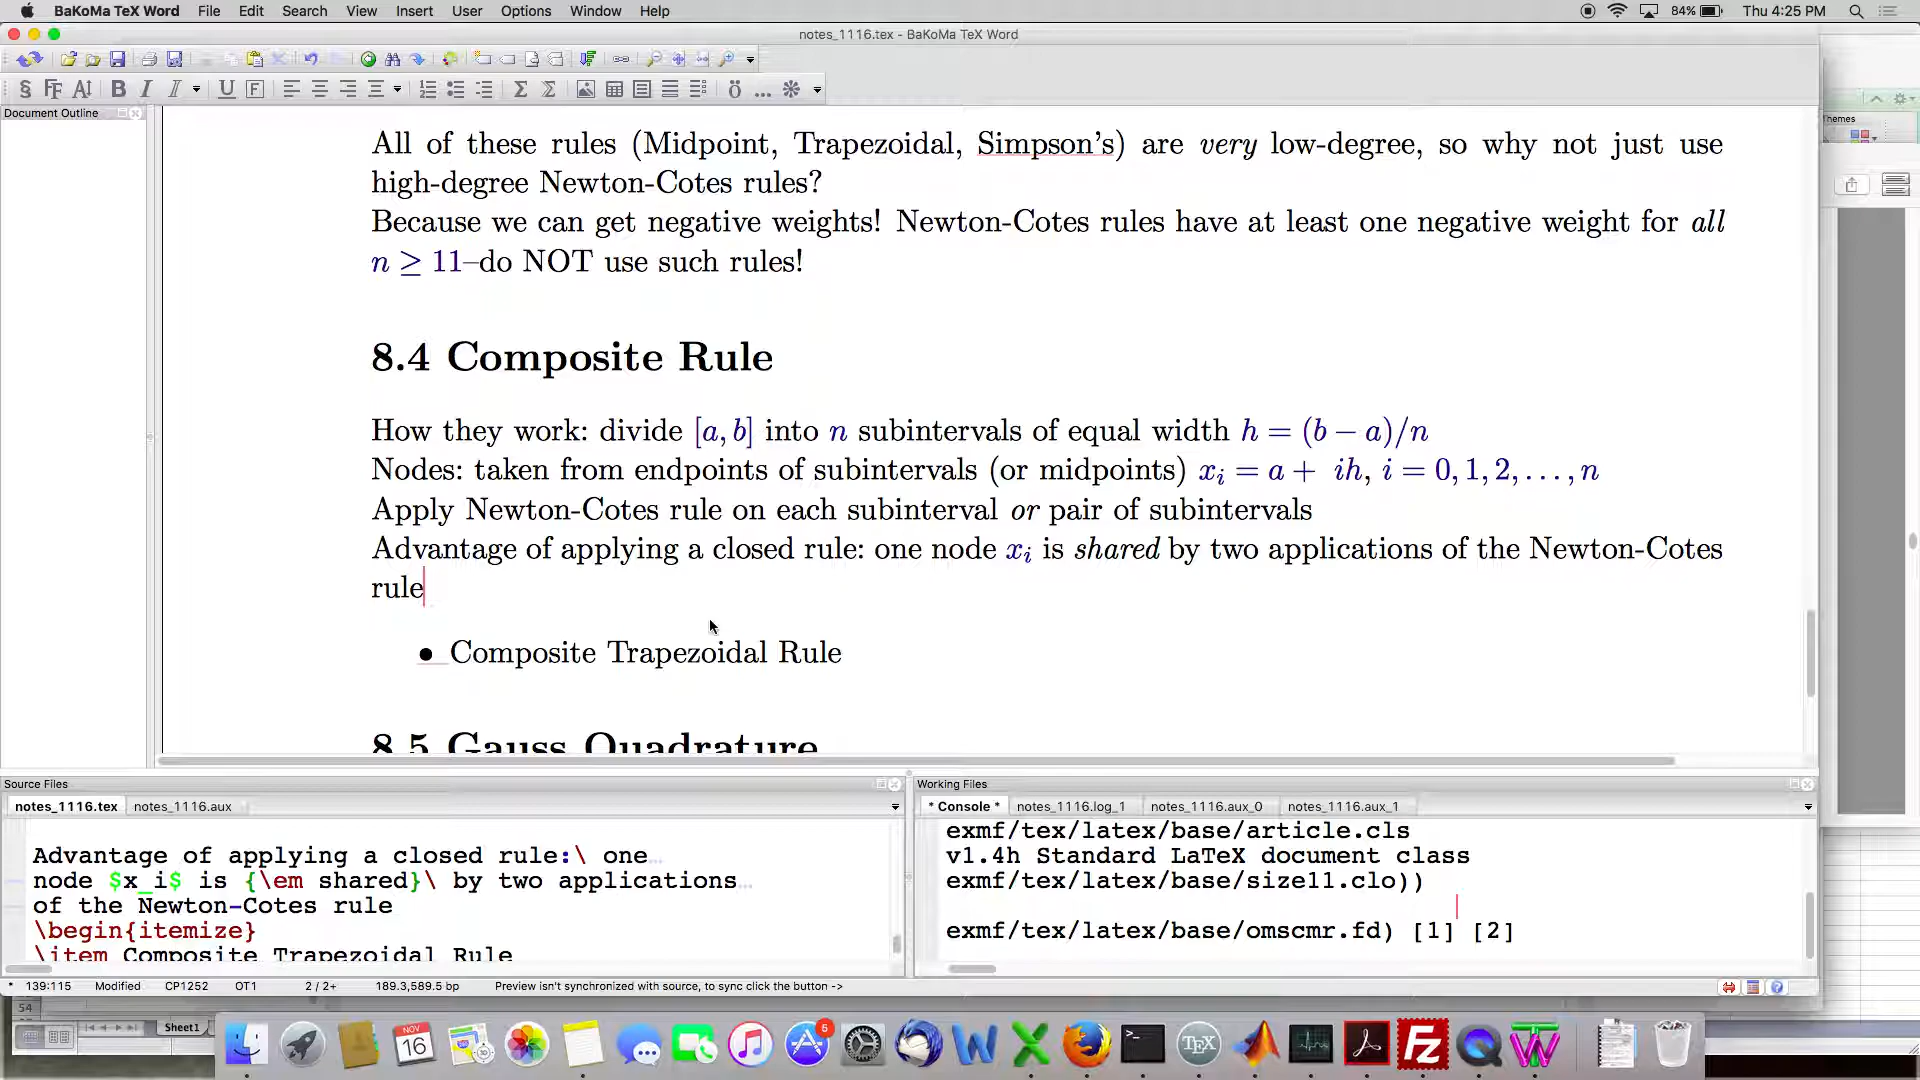 BaKoMa TeX Word File Edit Search View Insert User Options Window Help 84% Thu 4:25 PM
notes_1116.tex - BaKoMa TeX Word
Document Outline
hemes
All of these rules (Midpoint, Trapezoidal, Simpson's) are very low-degree, so why not just use
high-degree Newton-Cotes rules?
Because we can get negative weights! Newton-Cotes rules have at least one negative weight for all
n ≥ 11–do NOT use such rules!
8.4 Composite Rule
How they work: divide [a, b] into n subintervals of equal width h = (b − a)/n
Nodes: taken from endpoints of subintervals (or midpoints) xᵢ = a + ih, i = 0, 1, 2, . . . , n
Apply Newton-Cotes rule on each subinterval or pair of subintervals
Advantage of applying a closed rule: one node xᵢ is shared by two applications of the Newton-Cotes
rule
• Composite Trapezoidal Rule
8.5 Gauss Quadrature
Source Files
notes_1116.tex notes_1116.aux
Advantage of applying a closed rule:\ one...
node $x_i$ is {\em shared}\ by two applications...
of the Newton-Cotes rule
\begin{itemize}
\item Composite Trapezoidal Rule
Working Files
* Console * notes_1116.log_1 notes_1116.aux_0 notes_1116.aux_1
exmf/tex/latex/base/article.cls
v1.4h Standard LaTeX document class
exmf/tex/latex/base/size11.clo))
exmf/tex/latex/base/omscmr.fd) [1] [2]
* 139:115 Modified CP1252 OT1 2 / 2+ 189.3,589.5 bp Preview isn't synchronized with source, to sync click the button ->
54
Sheet1
NOV
16
5
TEX